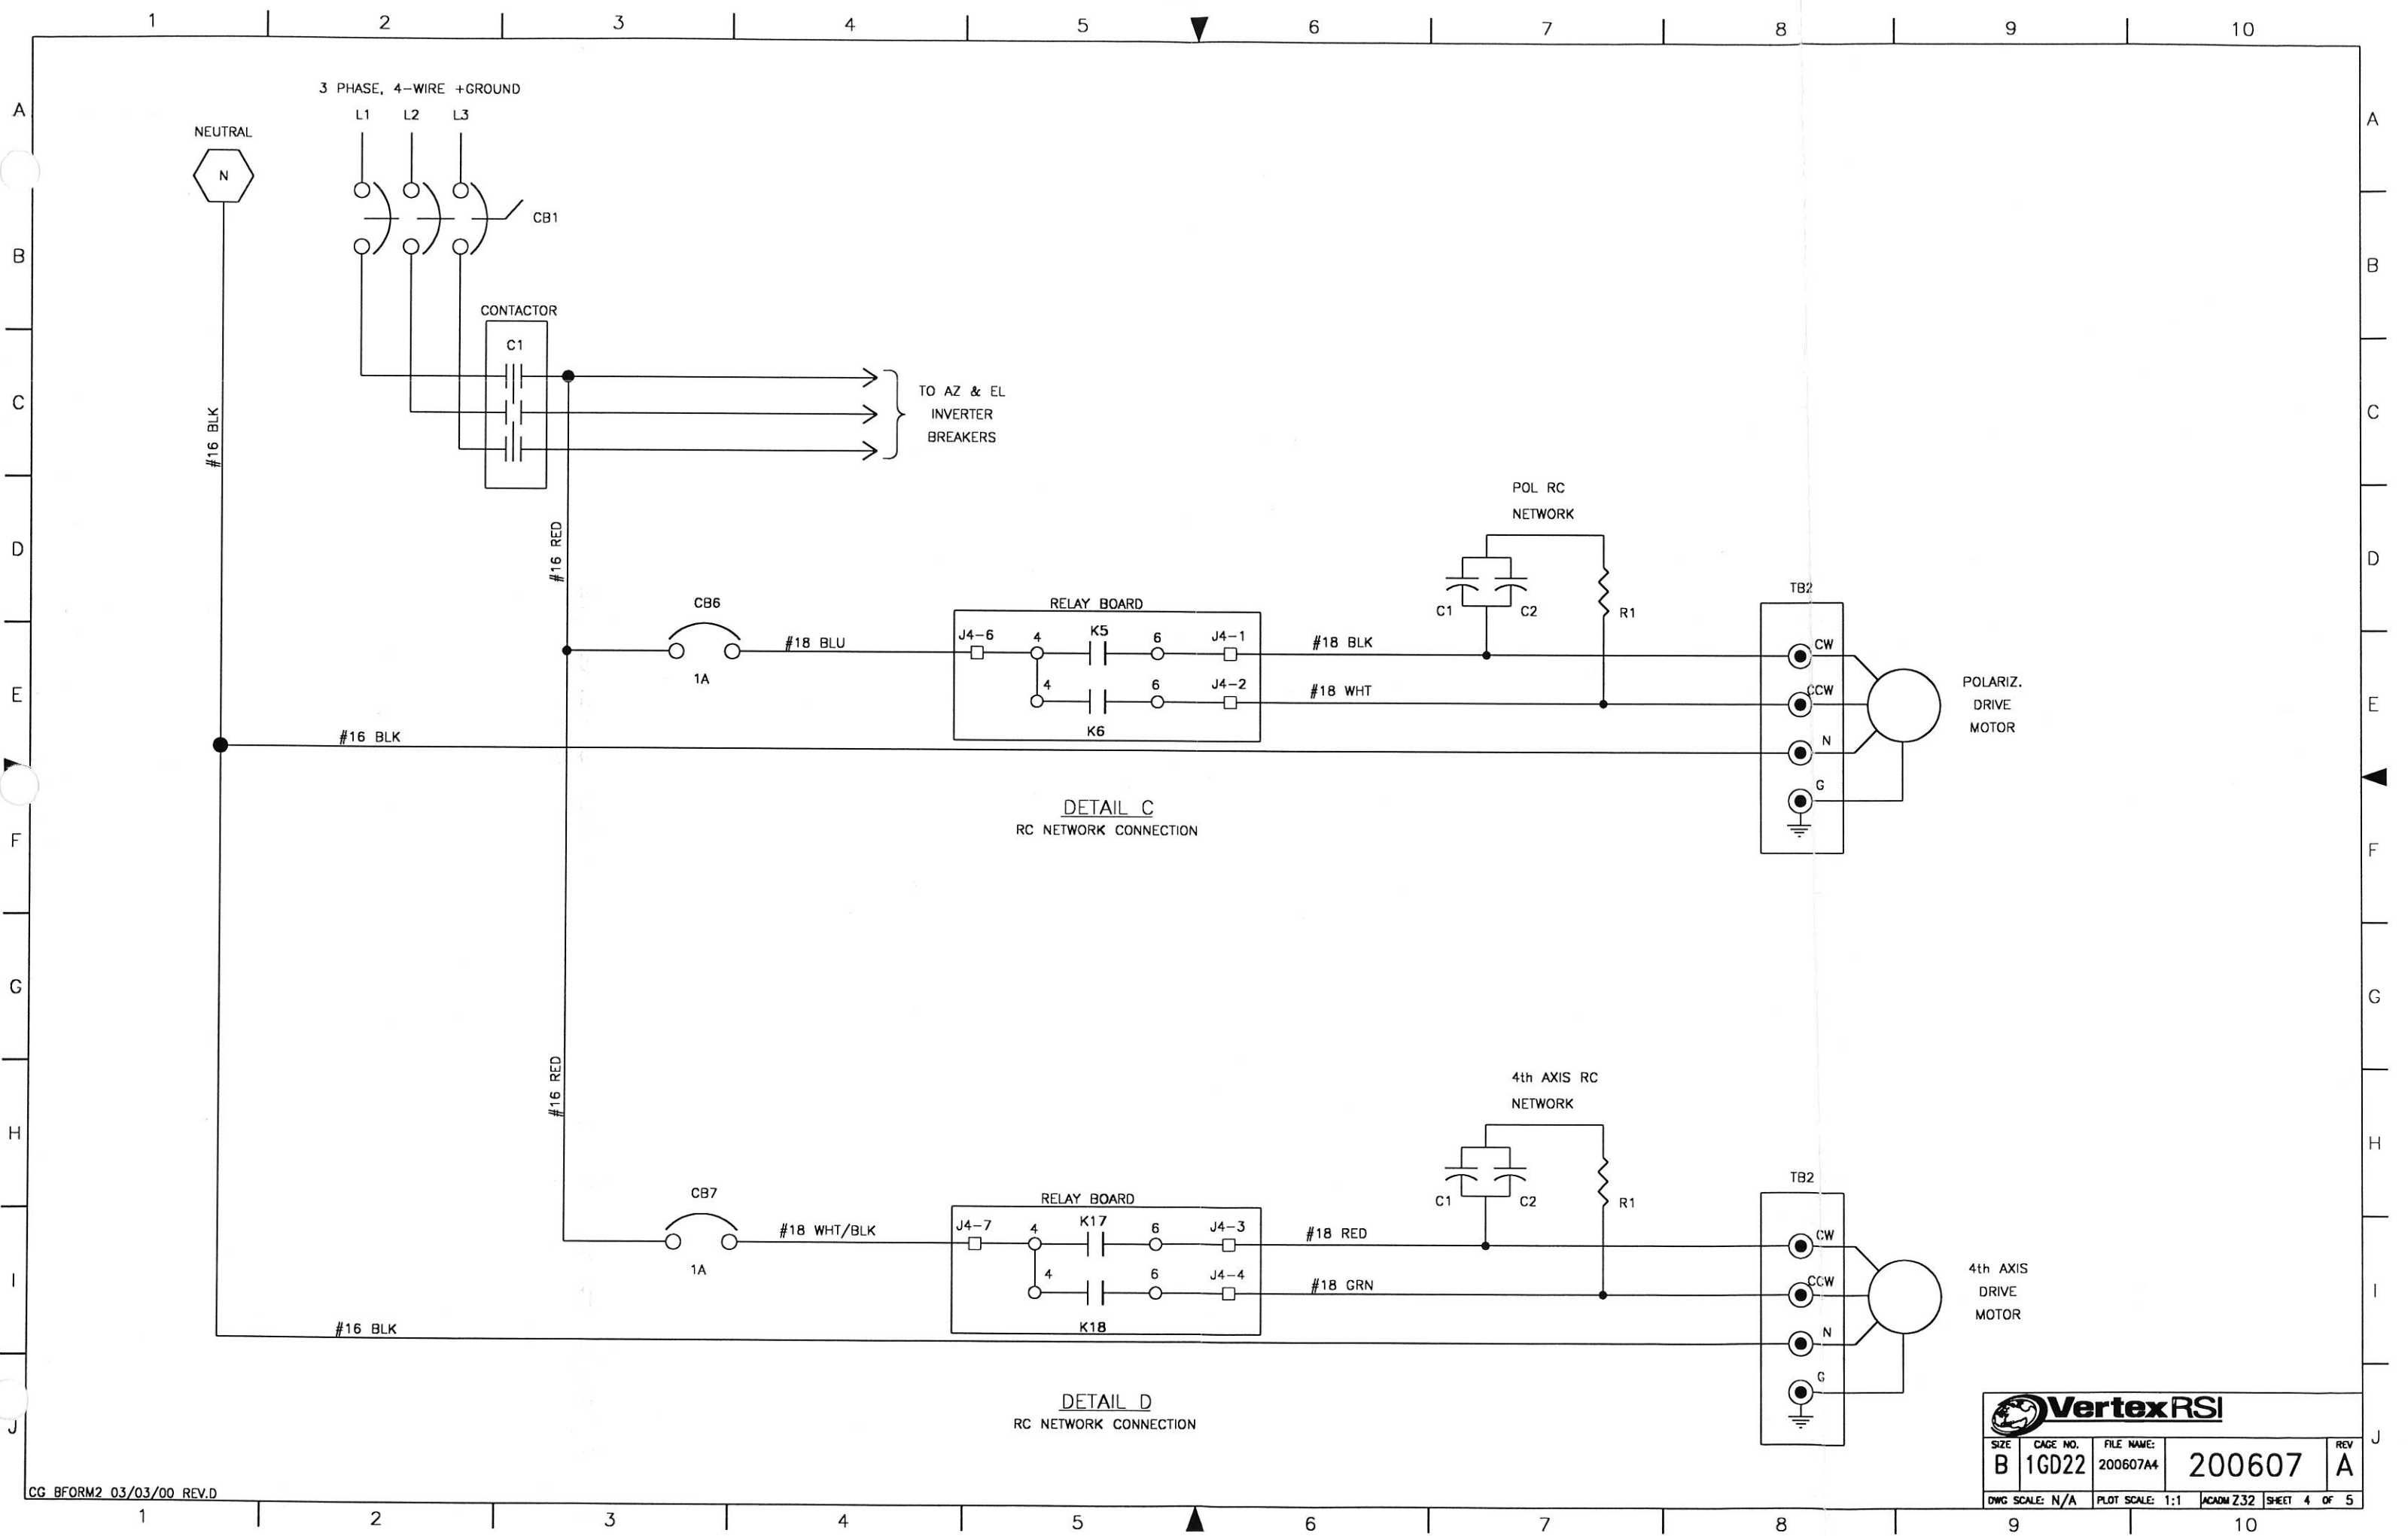 1 2 3 4 5 6 7 8 9 10
A A
3 PHASE, 4-WIRE +GROUND
L1 L2 L3
NEUTRAL
N
CB1
B B
CONTACTOR
C1
TO AZ & EL
INVERTER
BREAKERS
C C
#16 BLK
#16 RED
POL RC
NETWORK
D D
C1 C2 R1
TB2
CB6
1A
#18 BLU
RELAY BOARD
J4-6 4 K5 6 J4-1
4 6 J4-2
K6
#18 BLK
#18 WHT
CW
CCW
N
G
POLARIZ.
DRIVE
MOTOR
E E
#16 BLK
DETAIL C
RC NETWORK CONNECTION
F F
G G
#16 RED
4th AXIS RC
NETWORK
H H
C1 C2 R1
TB2
CB7
1A
#18 WHT/BLK
RELAY BOARD
J4-7 4 K17 6 J4-3
4 6 J4-4
K18
#18 RED
#18 GRN
CW
CCW
N
G
4th AXIS
DRIVE
MOTOR
I I
#16 BLK
DETAIL D
RC NETWORK CONNECTION
J J
VertexRSI
SIZE CAGE NO. FILE NAME: REV
B 1GD22 200607A4 200607 A
DWG SCALE: N/A PLOT SCALE: 1:1 ACADM Z32 SHEET 4 OF 5
CG BFORM2 03/03/00 REV.D
1 2 3 4 5 6 7 8 9 10